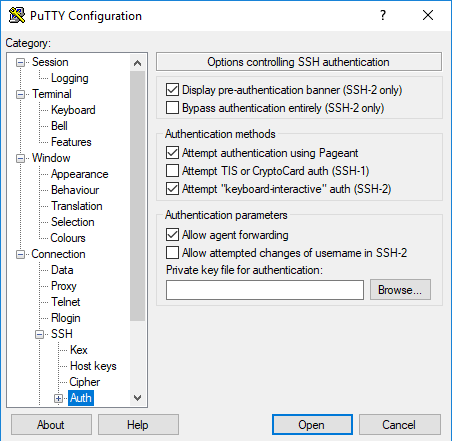 PuTTY Configuration
? X
Category:
Session
Logging
Terminal
Keyboard
Bell
Features
Window
Appearance
Behaviour
Translation
Selection
Colours
Connection
Data
Proxy
Telnet
Rlogin
SSH
Kex
Host keys
Cipher
Auth
Options controlling SSH authentication
Display pre-authentication banner (SSH-2 only)
Bypass authentication entirely (SSH-2 only)
Authentication methods
Attempt authentication using Pageant
Attempt TIS or CryptoCard auth (SSH-1)
Attempt "keyboard-interactive" auth (SSH-2)
Authentication parameters
Allow agent forwarding
Allow attempted changes of username in SSH-2
Private key file for authentication:
Browse...
About
Help
Open
Cancel